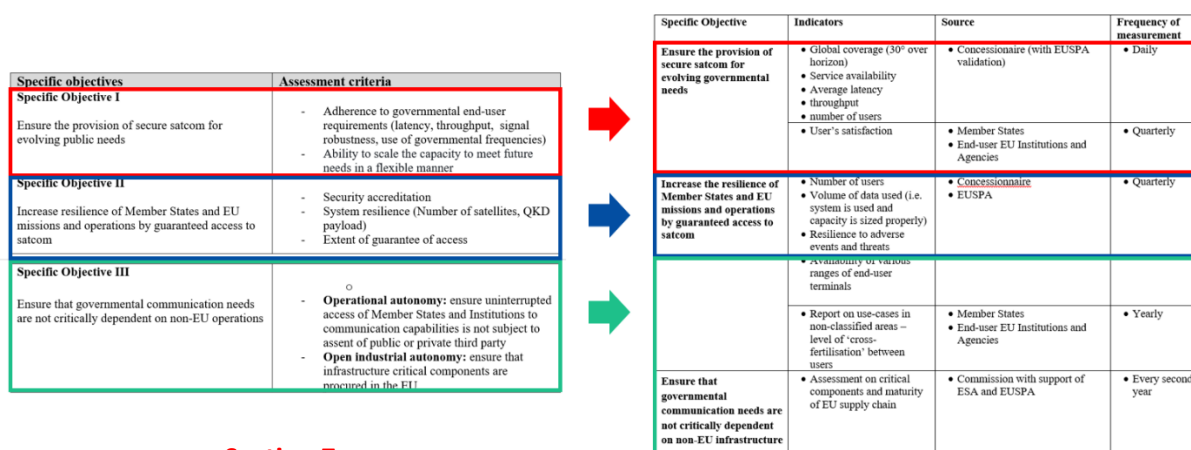 Specific objectives Assessment criteria
Specific Objective I
Ensure the provision of secure satcom for
evolving public needs
- Adherence to governmental end-user
requirements (latency, throughput, signal
robustness, use of governmental frequencies)
- Ability to scale the capacity to meet future
needs in a flexible manner
Specific Objective II
Increase resilience of Member States and EU
missions and operations by guaranteed access to
satcom
- Security accreditation
- System resilience (Number of satellites, QKD
payload)
- Extent of guarantee of access
Specific Objective III
Ensure that governmental communication needs
are not critically dependent on non-EU operations
○
- Operational autonomy: ensure uninterrupted
access of Member States and Institutions to
communication capabilities is not subject to
assent of public or private third party
- Open industrial autonomy: ensure that
infrastructure critical components are
procured in the EU
Specific Objective Indicators Source Frequency of
measurement
Ensure the provision of
secure satcom for
evolving governmental
needs
• Global coverage (30° over
horizon)
• Service availability
• Average latency
• throughput
• number of users
• Concessionaire (with EUSPA
validation)
• Daily
• User's satisfaction
• Member States
• End-user EU Institutions and
Agencies
• Quarterly
Increase the resilience of
Member States and EU
missions and operations
by guaranteed access to
satcom
• Number of users
• Volume of data used (i.e.
system is used and
capacity is sized properly)
• Resilience to adverse
events and threats
• Concessionnaire
• EUSPA
• Quarterly
• Availability of various
ranges of end-user
terminals
• Report on use-cases in
non-classified areas –
level of 'cross-
fertilisation' between
users
• Member States
• End-user EU Institutions and
Agencies
• Yearly
Ensure that
governmental
communication needs are
not critically dependent
on non-EU infrastructure
• Assessment on critical
components and maturity
of EU supply chain
• Commission with support of
ESA and EUSPA
• Every second
year